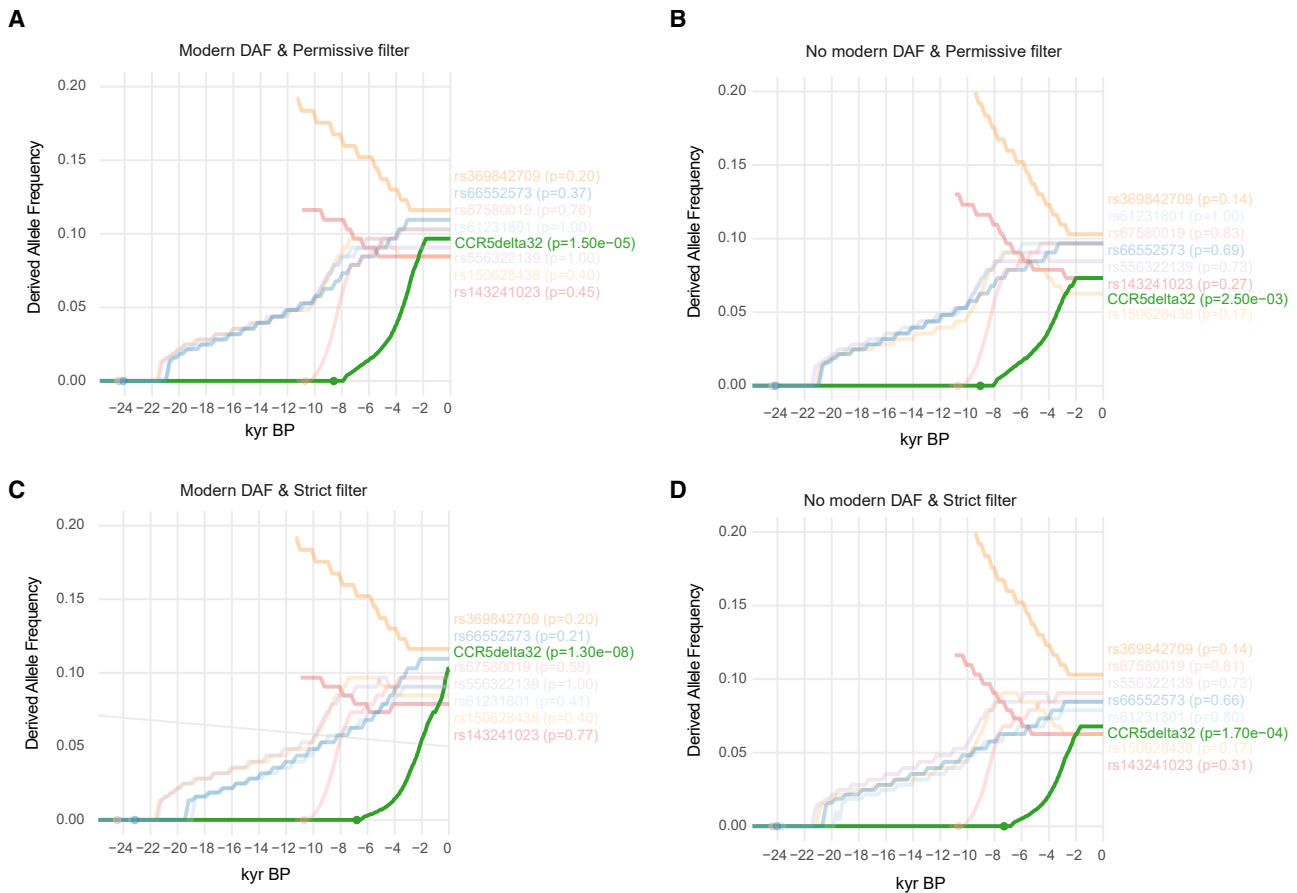 A
Modern DAF & Permissive filter
Derived Allele Frequency
0.20
0.15
0.10
0.05
0.00
−24 −22 −20 −18 −16 −14 −12 −10 −8 −6 −4 −2 0
kyr BP
rs369842709 (p=0.20)
rs66552573 (p=0.37)
rs67580019 (p=0.76)
rs61231801 (p=1.00)
CCR5delta32 (p=1.50e−05)
rs556322139 (p=1.00)
rs150628438 (p=0.40)
rs143241023 (p=0.45)
B
No modern DAF & Permissive filter
Derived Allele Frequency
0.20
0.15
0.10
0.05
0.00
−24 −22 −20 −18 −16 −14 −12 −10 −8 −6 −4 −2 0
kyr BP
rs369842709 (p=0.14)
rs61231801 (p=1.00)
rs67580019 (p=0.83)
rs66552573 (p=0.69)
rs556322139 (p=0.73)
rs143241023 (p=0.27)
CCR5delta32 (p=2.50e−03)
rs150628438 (p=0.17)
C
Modern DAF & Strict filter
Derived Allele Frequency
0.20
0.15
0.10
0.05
0.00
−24 −22 −20 −18 −16 −14 −12 −10 −8 −6 −4 −2 0
kyr BP
rs369842709 (p=0.20)
rs66552573 (p=0.21)
CCR5delta32 (p=1.30e−08)
rs67580019 (p=0.59)
rs556322139 (p=1.00)
rs61231801 (p=0.41)
rs150628438 (p=0.40)
rs143241023 (p=0.77)
D
No modern DAF & Strict filter
Derived Allele Frequency
0.20
0.15
0.10
0.05
0.00
−24 −22 −20 −18 −16 −14 −12 −10 −8 −6 −4 −2 0
kyr BP
rs369842709 (p=0.14)
rs67580019 (p=0.81)
rs556322139 (p=0.73)
rs66552573 (p=0.66)
rs61231801 (p=0.80)
CCR5delta32 (p=1.70e−04)
rs150628438 (p=0.17)
rs143241023 (p=0.31)